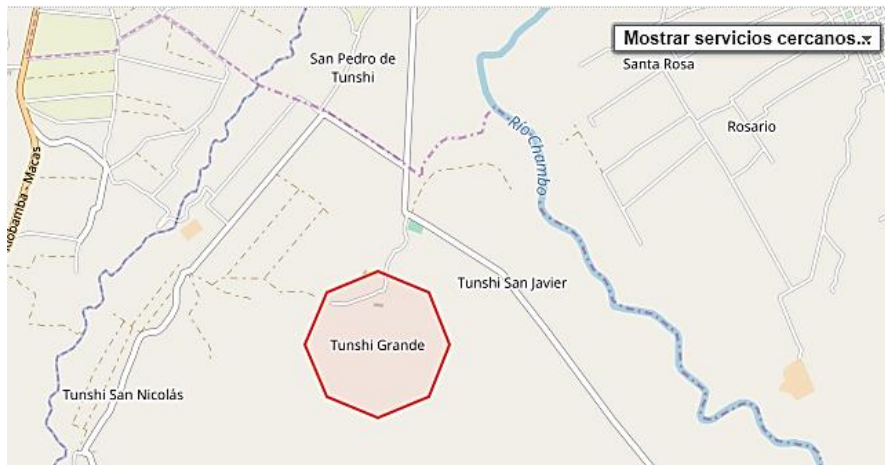 Mostrar servicios cercanos...
San Pedro de
Tunshi
Santa Rosa
Rosario
Río Chambo
Riobamba - Macas
Tunshi San Javier
Tunshi Grande
Tunshi San Nicolás